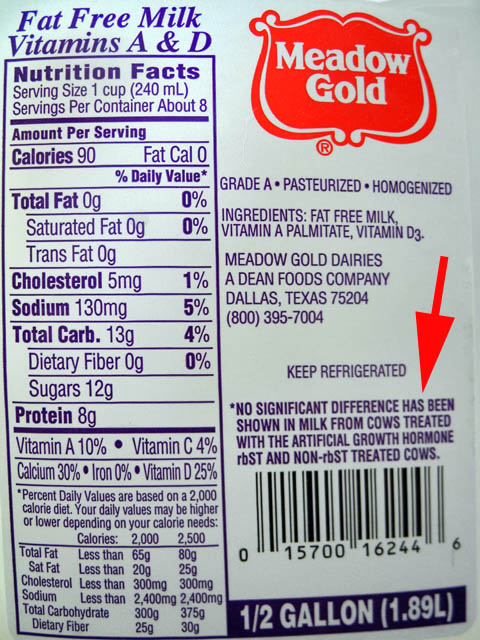 Fat Free Milk
Vitamins A & D
Nutrition Facts
Serving Size 1 cup (240 mL)
Servings Per Container About 8
Amount Per Serving
Calories 90 Fat Cal 0
% Daily Value*
Total Fat 0g 0%
Saturated Fat 0g 0%
Trans Fat 0g
Cholesterol 5mg 1%
Sodium 130mg 5%
Total Carb. 13g 4%
Dietary Fiber 0g 0%
Sugars 12g
Protein 8g
Vitamin A 10% • Vitamin C 4%
Calcium 30% • Iron 0% • Vitamin D 25%
*Percent Daily Values are based on a 2,000
calorie diet. Your daily values may be higher
or lower depending on your calorie needs:
Calories: 2,000 2,500
Total Fat Less than 65g 80g
Sat Fat Less than 20g 25g
Cholesterol Less than 300mg 300mg
Sodium Less than 2,400mg 2,400mg
Total Carbohydrate 300g 375g
Dietary Fiber 25g 30g
Meadow
Gold
®
GRADE A • PASTEURIZED • HOMOGENIZED
INGREDIENTS: FAT FREE MILK,
VITAMIN A PALMITATE, VITAMIN D3.
MEADOW GOLD DAIRIES
A DEAN FOODS COMPANY
DALLAS, TEXAS 75204
(800) 395-7004
KEEP REFRIGERATED
*NO SIGNIFICANT DIFFERENCE HAS BEEN
SHOWN IN MILK FROM COWS TREATED
WITH THE ARTIFICIAL GROWTH HORMONE
rbST AND NON-rbST TREATED COWS.
0 15700 16244 6
1/2 GALLON (1.89L)